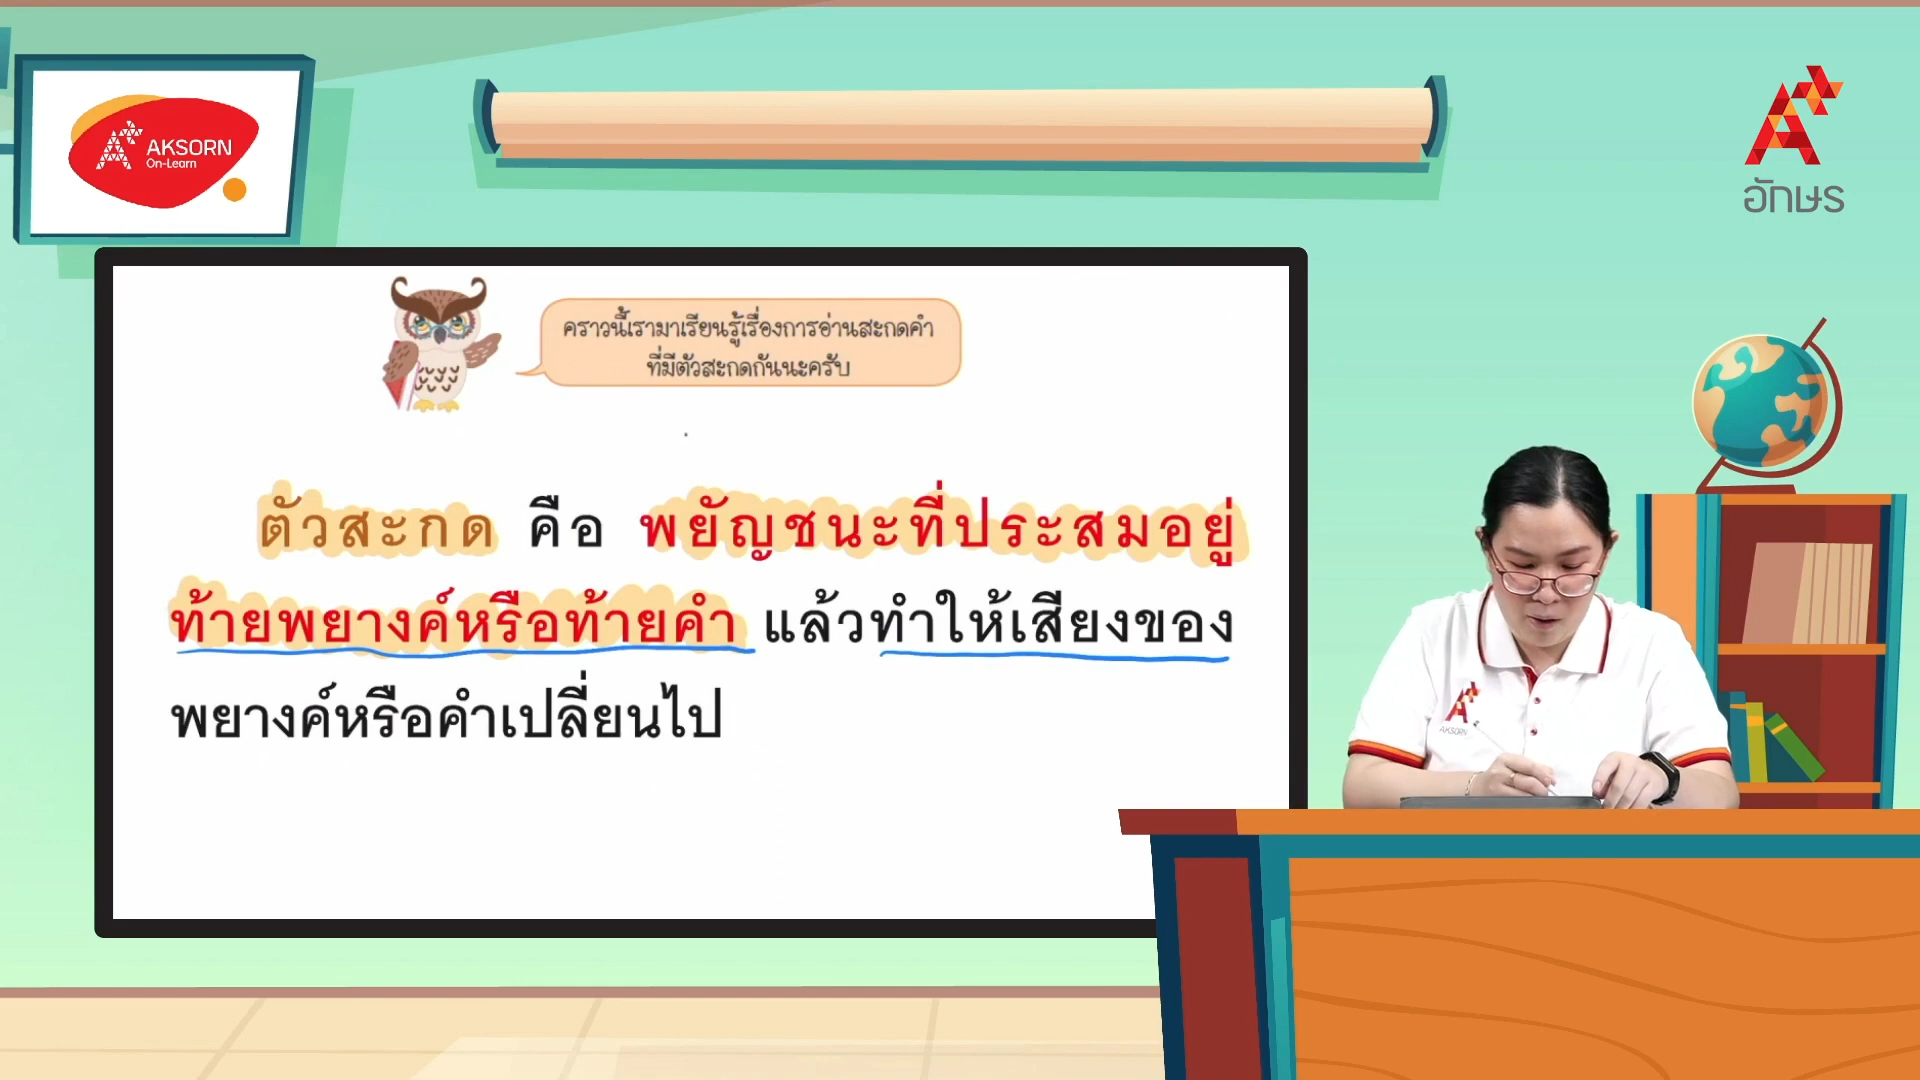 AKSORN
On-Learn
อักษร
คราวนี้เรามาเรียนรู้เรื่องการอ่านสะกดคำ
ที่มีตัวสะกดกันนะครับ
ตัวสะกด คือ พยัญชนะที่ประสมอยู่
ท้ายพยางค์หรือท้ายคำ แล้วทำให้เสียงของ
พยางค์หรือคำเปลี่ยนไป
AKSORN